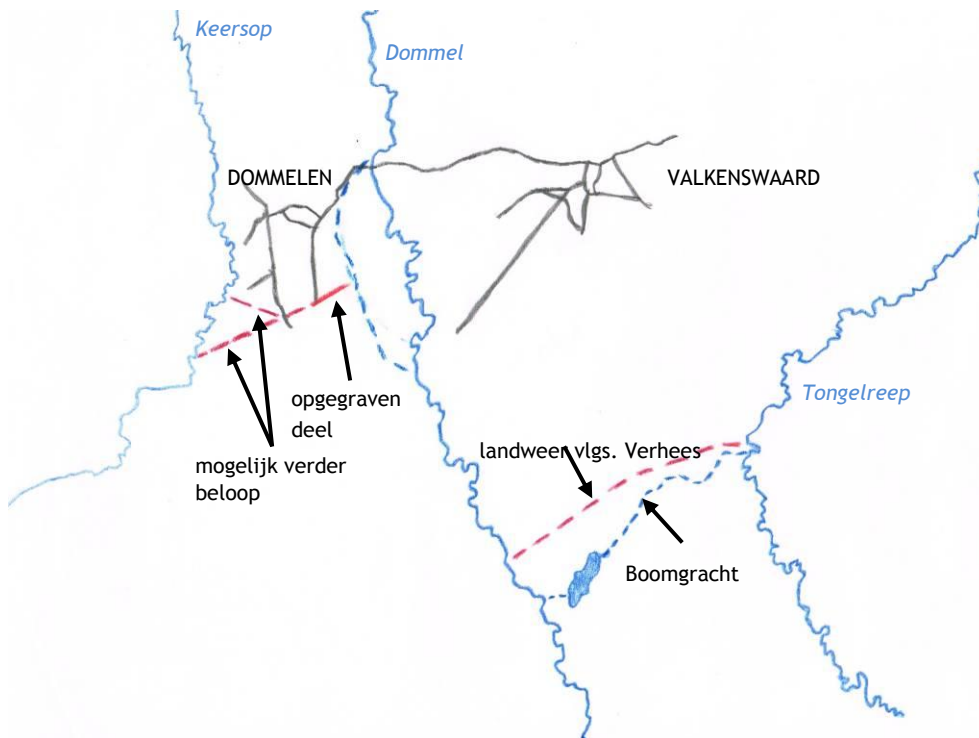 Keersop
Dommel
DOMMELEN
VALKENSWAARD
opgegraven
deel
Tongelreep
landweer vlgs. Verhees
mogelijk verder
beloop
Boomgracht